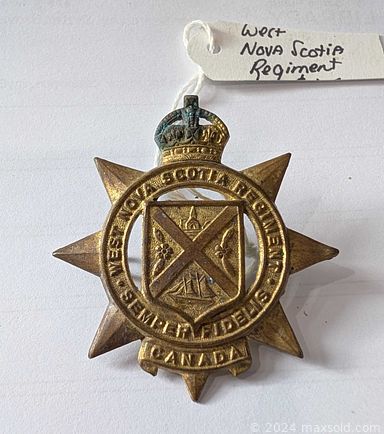 West
Nova Scotia
Regiment
WEST NOVA SCOTIA REGIMENT
SEMPER FIDELIS
CANADA
© 2024 maxsold.com